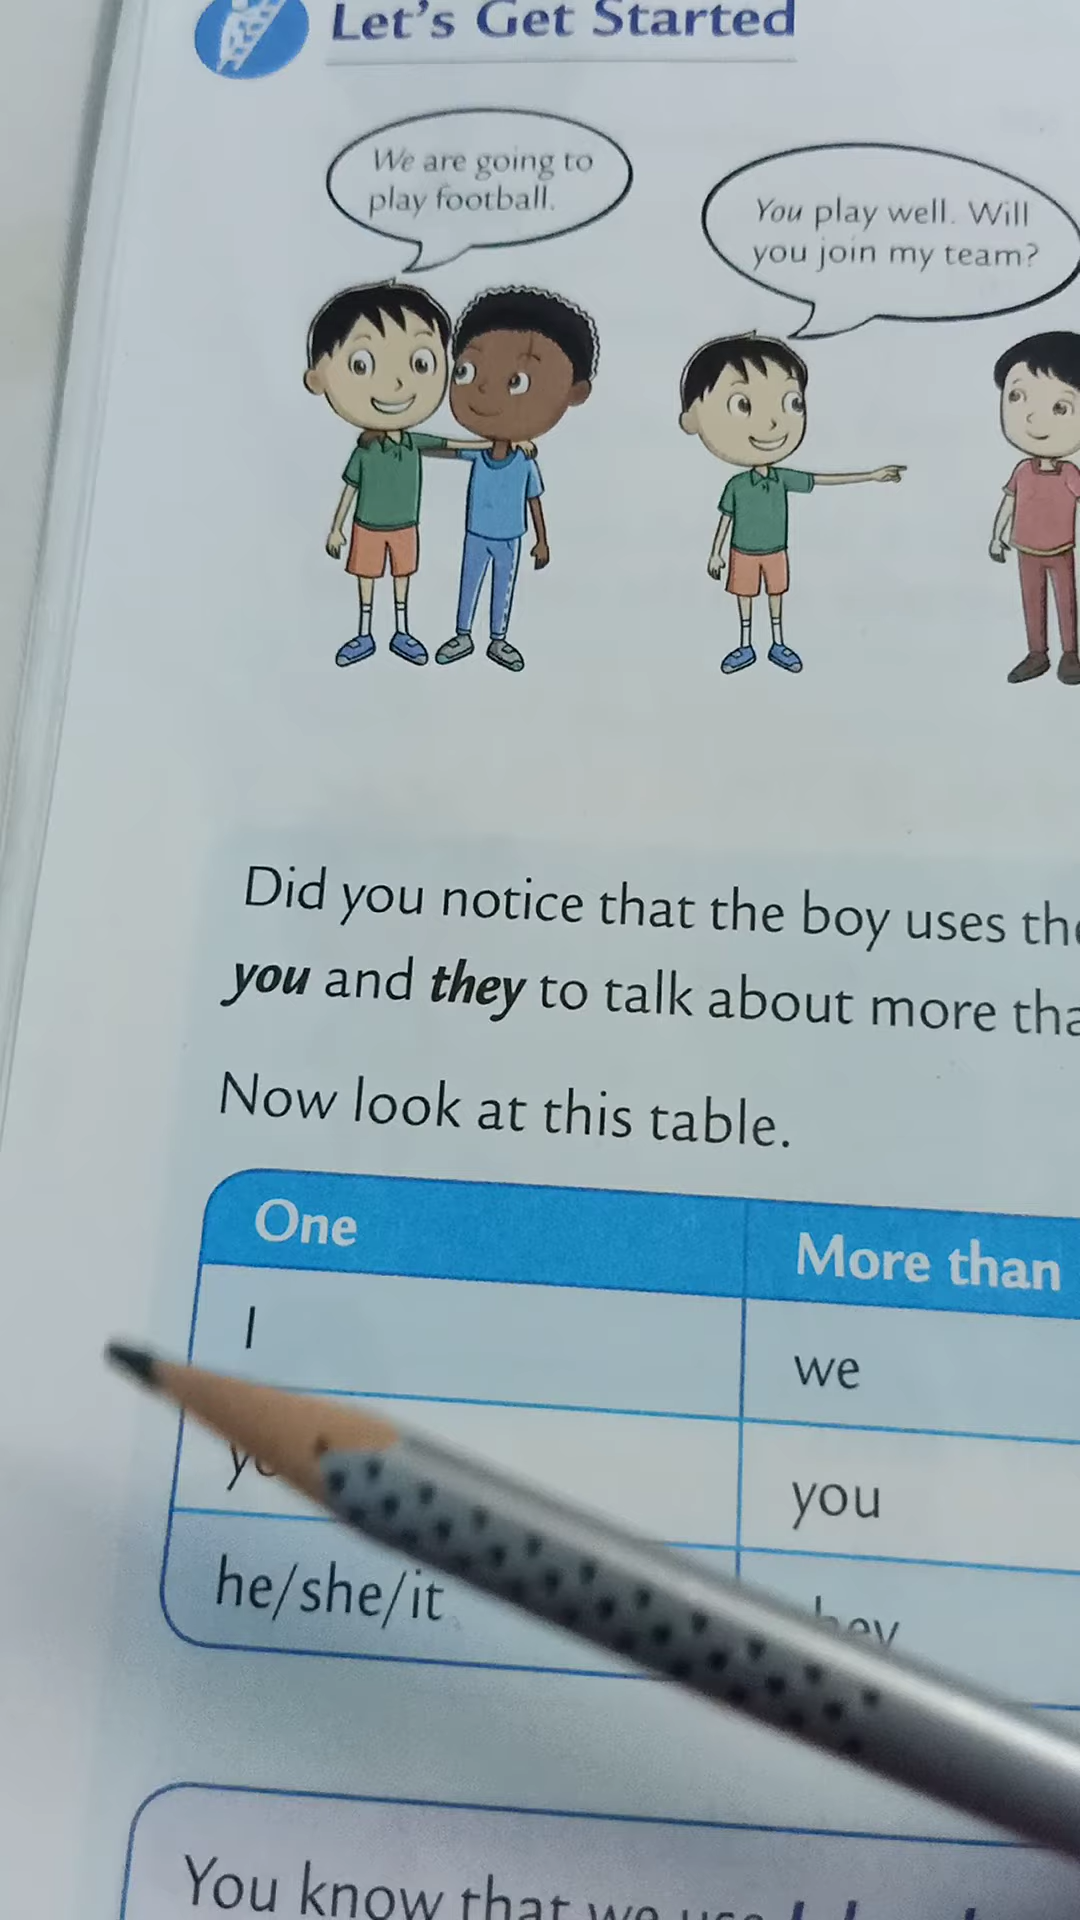 Let's Get Started
We are going to
play football.
You play well. Will
you join my team?
Did you notice that the boy uses
you and they to talk about more
Now look at this table.
One
More than
I
we
you
he/she/it
You know that we